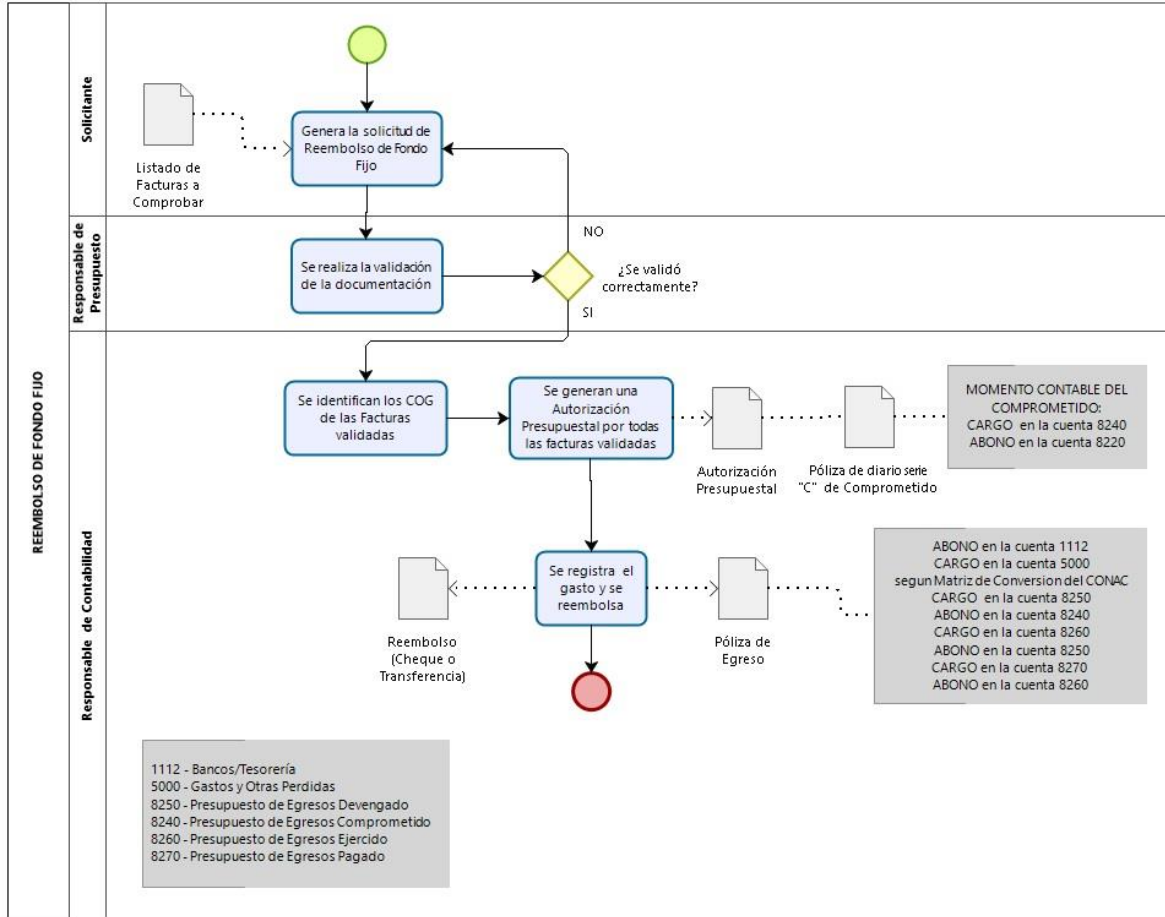 REEMBOLSO DE FONDO FIJO
Solicitante
Listado de
Facturas a
Comprobar
Genera la solicitud de
Reembolso de Fondo
Fijo
Responsable de
Presupuesto
Se realiza la validación
de la documentación
NO
¿Se validó
correctamente?
SI
Responsable de Contabilidad
Se identifican los COG
de las Facturas
validadas
Se generan una
Autorización
Presupuestal por todas
las facturas validadas
Autorización
Presupuestal
Póliza de diario serie
"C" de Comprometido
MOMENTO CONTABLE DEL
COMPROMETIDO:
CARGO en la cuenta 8240
ABONO en la cuenta 8220
Reembolso
(Cheque o
Transferencia)
Se registra el
gasto y se
reembolsa
Póliza de
Egreso
ABONO en la cuenta 1112
CARGO en la cuenta 5000
segun Matriz de Conversion del CONAC
CARGO en la cuenta 8250
ABONO en la cuenta 8240
CARGO en la cuenta 8260
ABONO en la cuenta 8250
CARGO en la cuenta 8270
ABONO en la cuenta 8260
1112 - Bancos/Tesorería
5000 - Gastos y Otras Perdidas
8250 - Presupuesto de Egresos Devengado
8240 - Presupuesto de Egresos Comprometido
8260 - Presupuesto de Egresos Ejercido
8270 - Presupuesto de Egresos Pagado